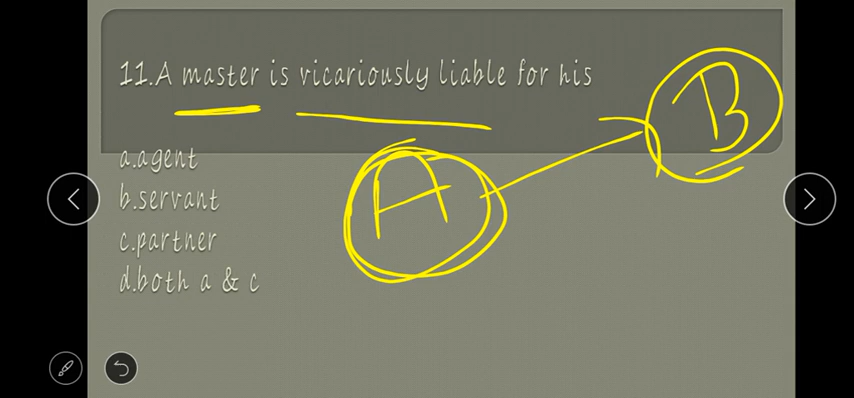 11.A master is vicariously liable for his
B
a.agent
A
b.servant
c.partner
d.both a & c